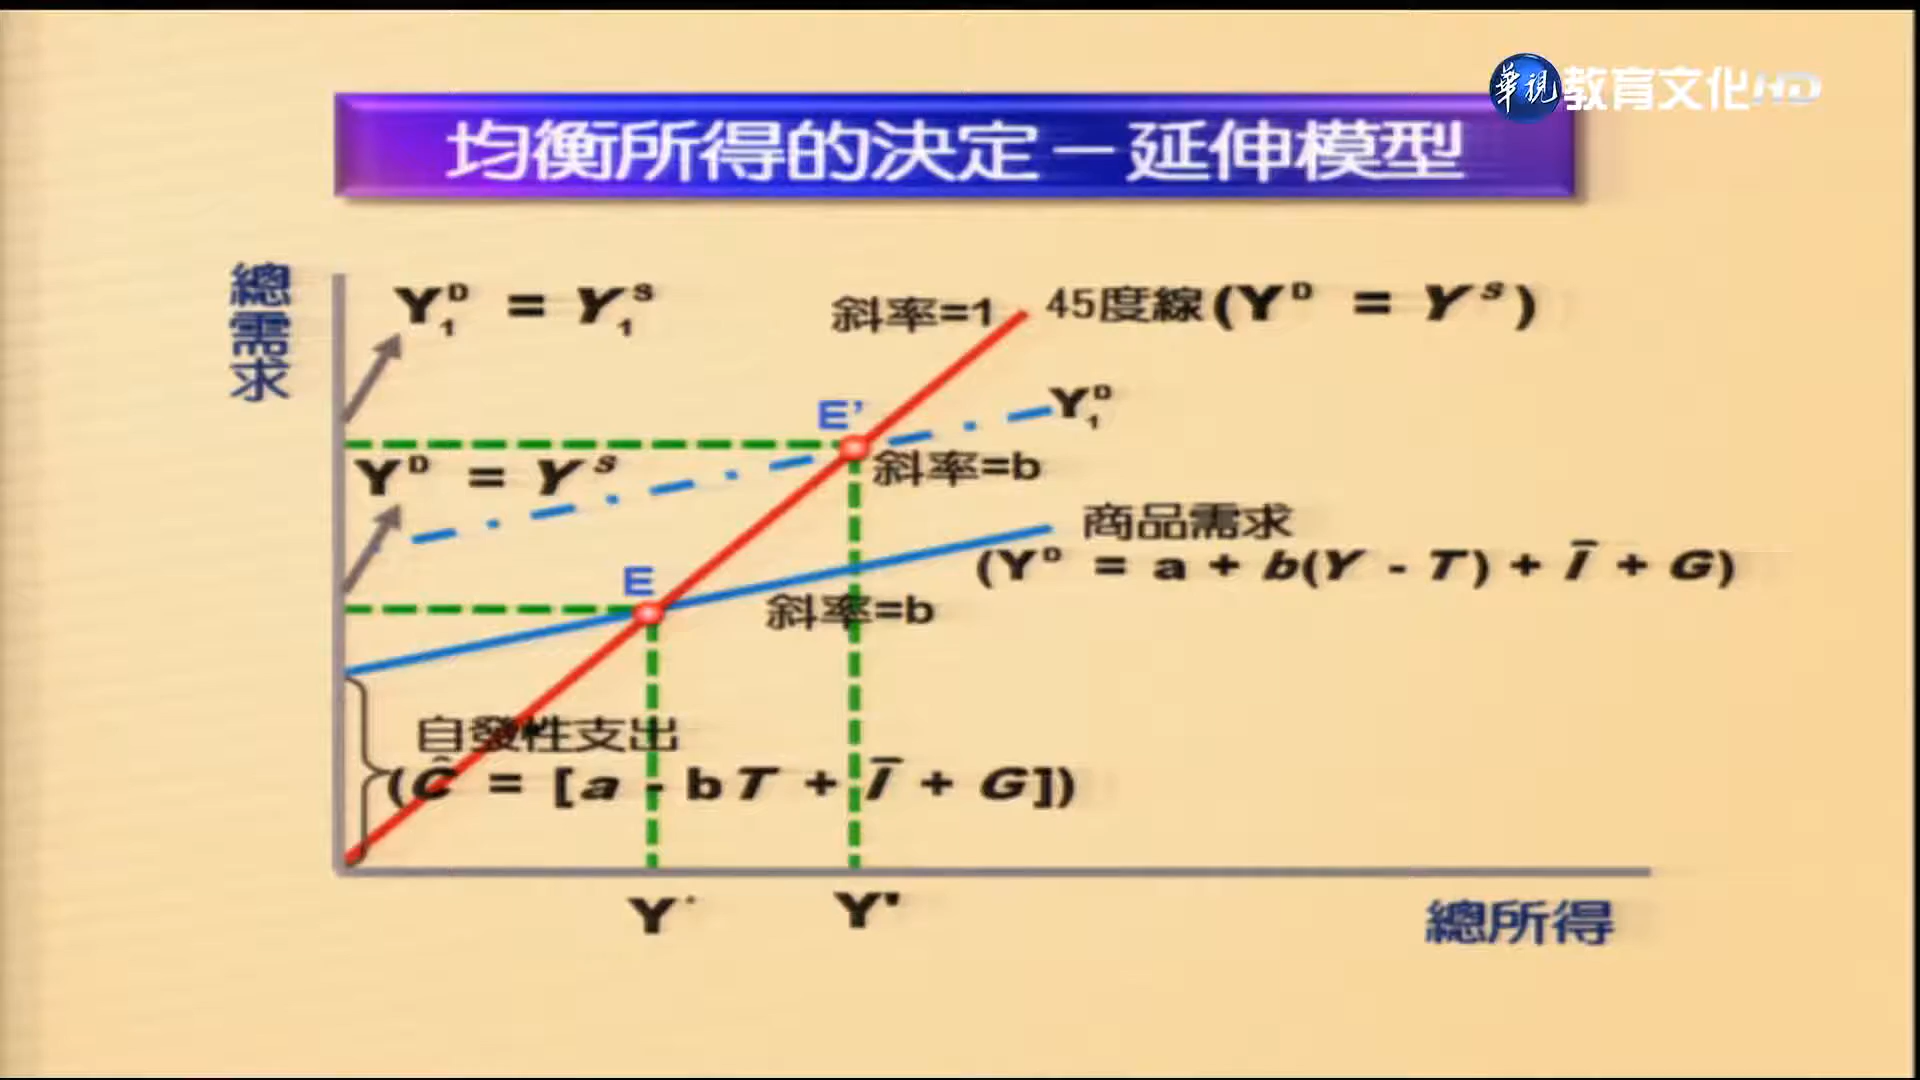 華視 教育文化HD
均衡所得的決定－延伸模型
總需求
Y₁ᴰ = Y₁ˢ
斜率=1
45度線(Yᴰ = Yˢ)
E’
Y₁ᴰ
Yᴰ = Yˢ
斜率=b
商品需求
(Yᴰ = a + b(Y - T) + Ī + G)
E
斜率=b
自發性支出
(Ĉ = [a - bT + Ī + G])
Y
Y'
總所得